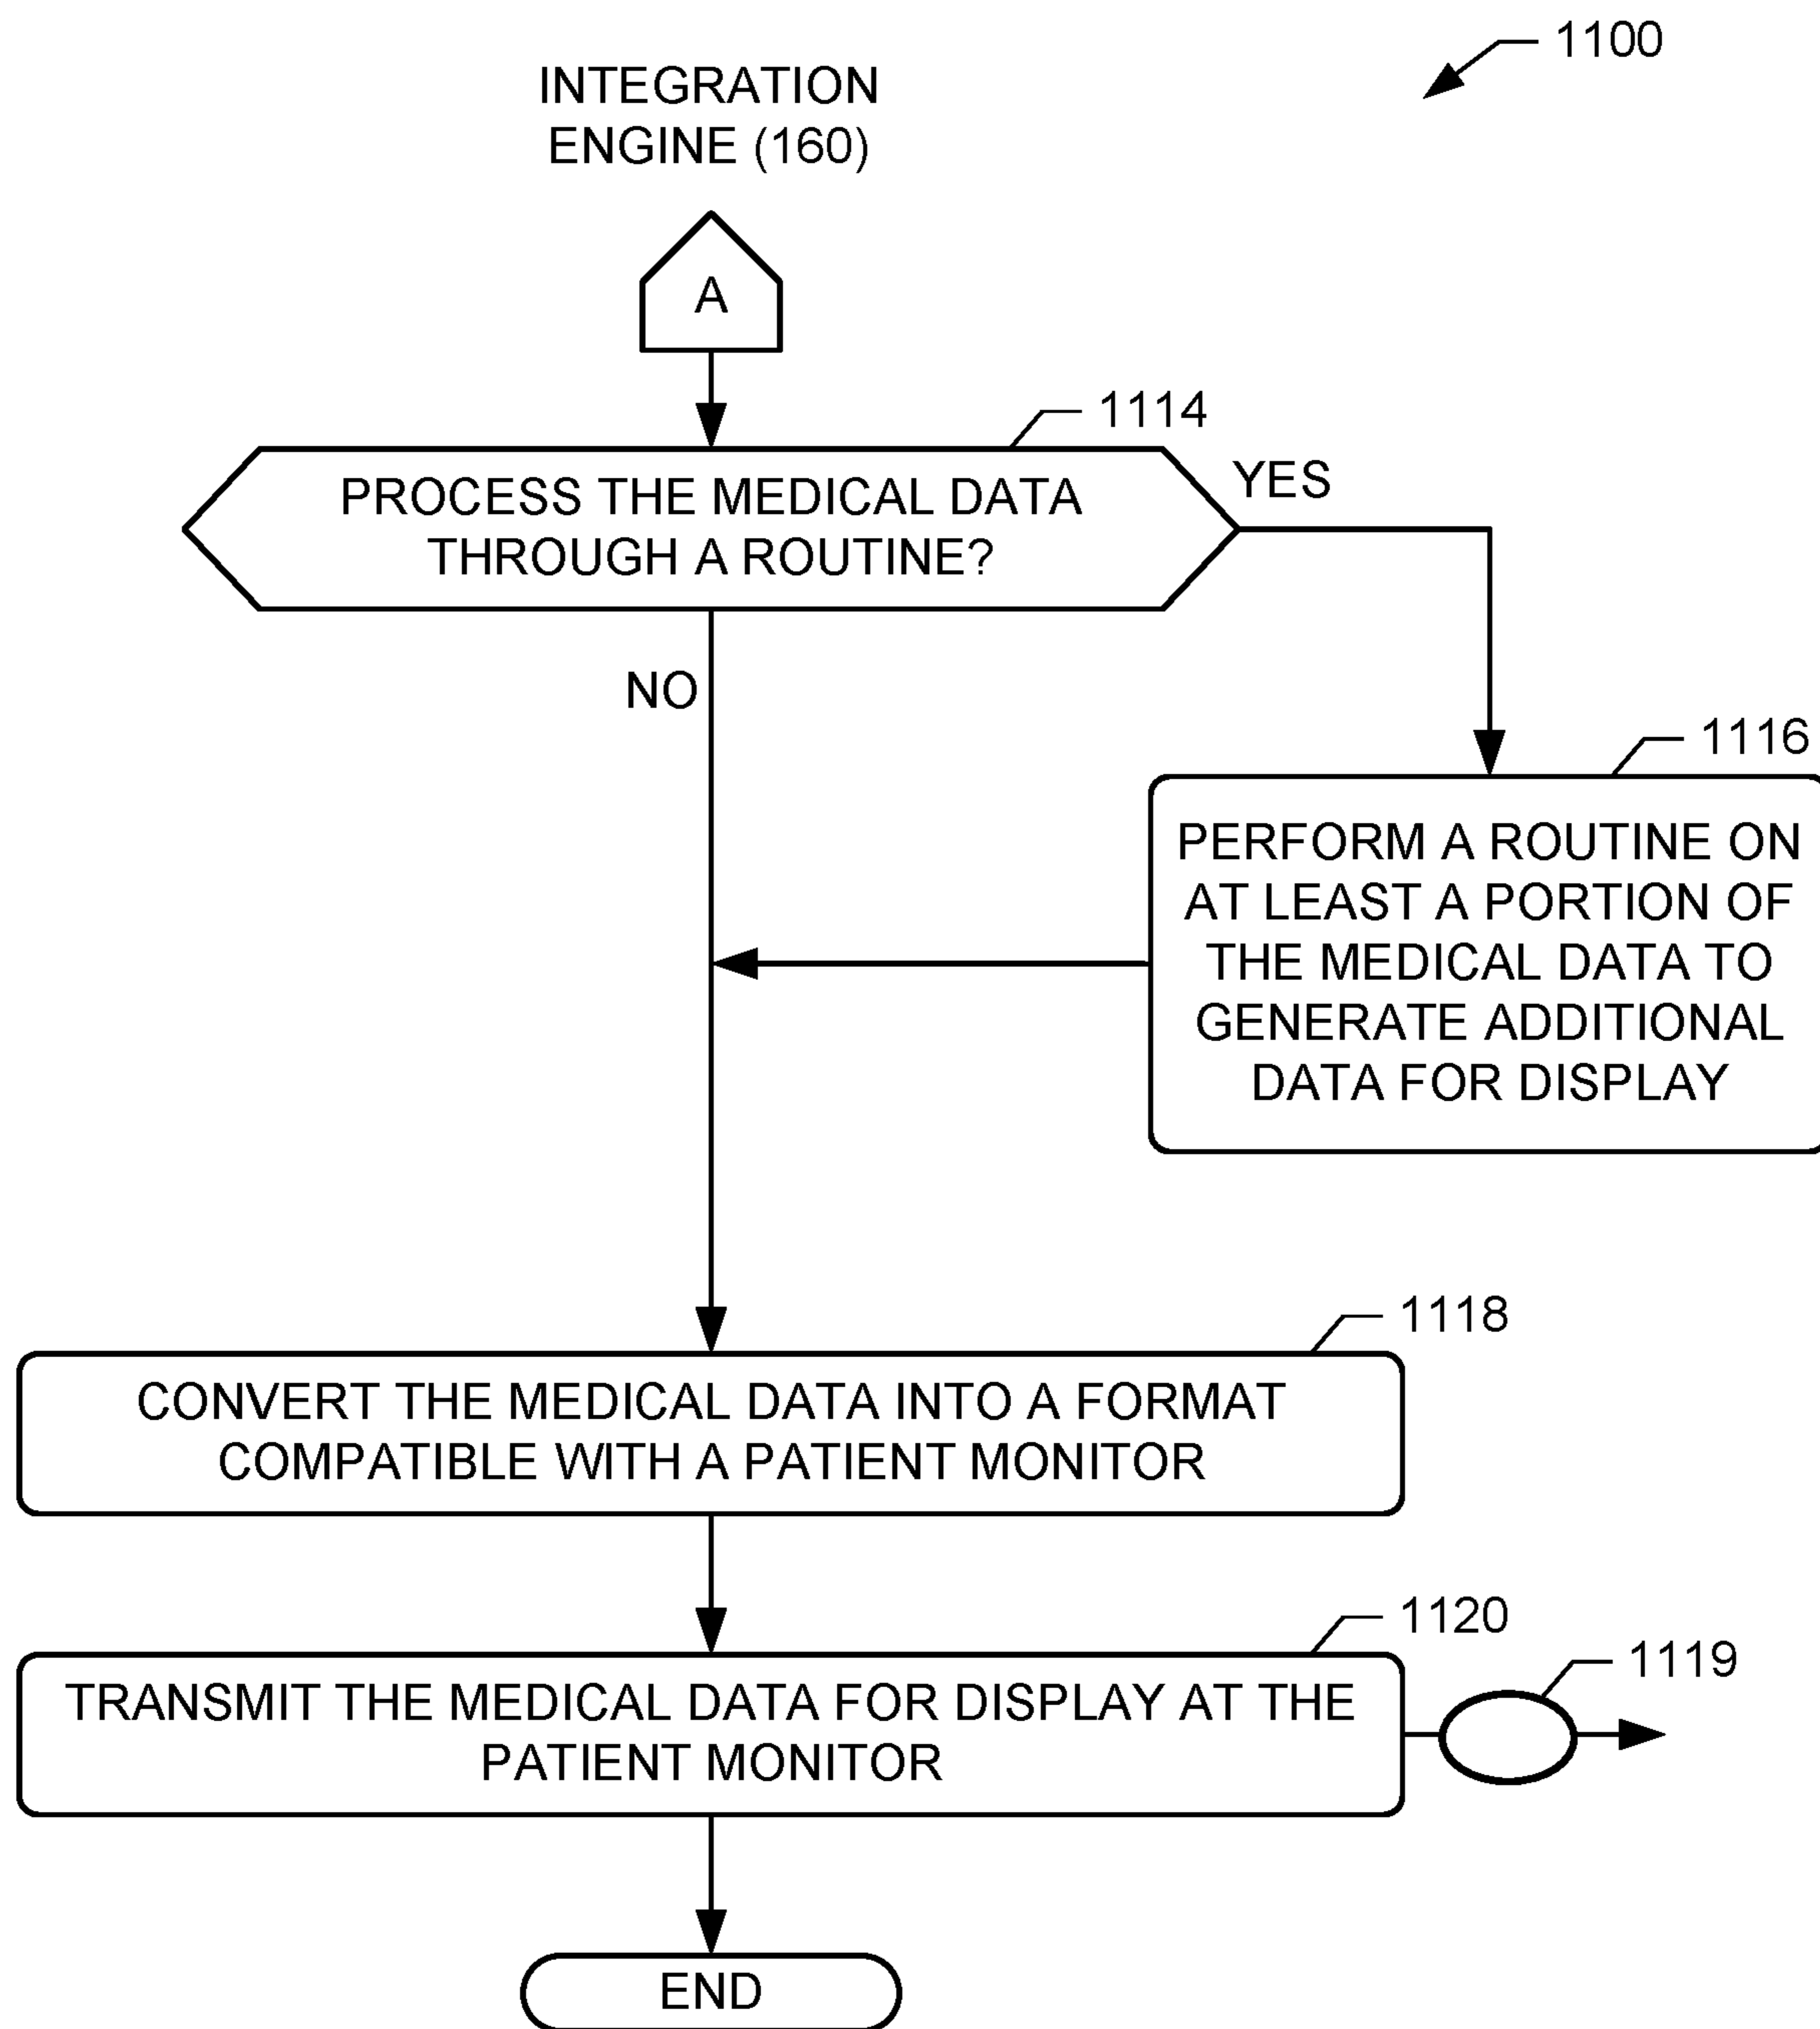 1100
INTEGRATION
ENGINE (160)
A
1114
PROCESS THE MEDICAL DATA
THROUGH A ROUTINE?
YES
NO
1116
PERFORM A ROUTINE ON
AT LEAST A PORTION OF
THE MEDICAL DATA TO
GENERATE ADDITIONAL
DATA FOR DISPLAY
1118
CONVERT THE MEDICAL DATA INTO A FORMAT
COMPATIBLE WITH A PATIENT MONITOR
1120
TRANSMIT THE MEDICAL DATA FOR DISPLAY AT THE
PATIENT MONITOR
1119
END